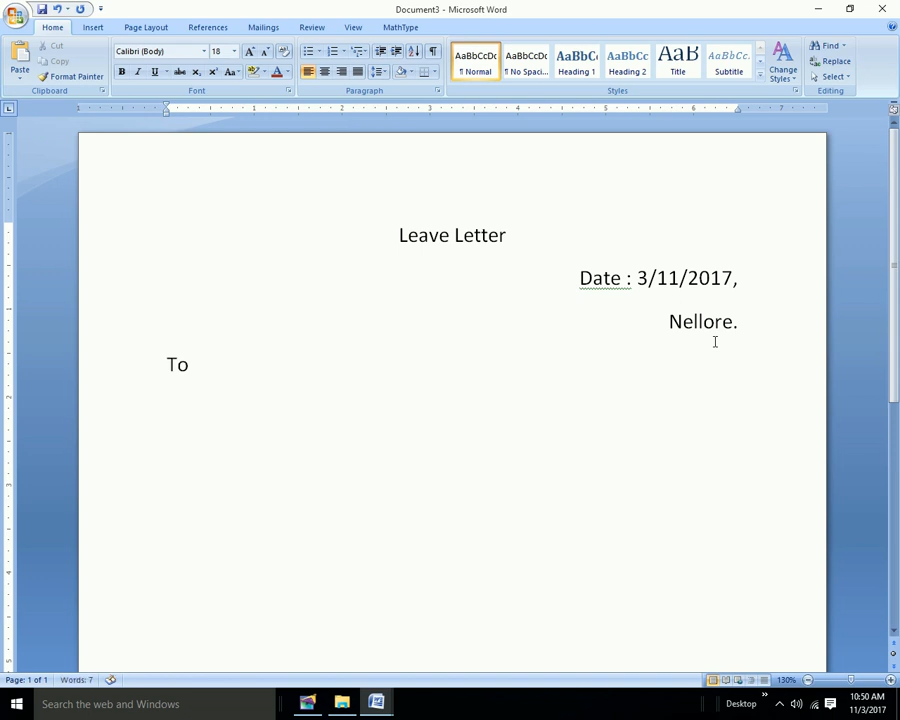 Document3 - Microsoft Word
Home Insert Page Layout References Mailings Review View MathType
Paste
Cut
Copy
Format Painter
Clipboard
Calibri (Body) 18
Font
Paragraph
AaBbCcDc AaBbCcDc AaBbC AaBbCc AaB AaBbCc.
¶ Normal ¶ No Spaci... Heading 1 Heading 2 Title Subtitle
Change Styles
Styles
Find
Replace
Select
Editing
Leave Letter
Date : 3/11/2017,
Nellore.
To
Page: 1 of 1 Words: 7 130%
Search the web and Windows
Desktop
10:50 AM
11/3/2017